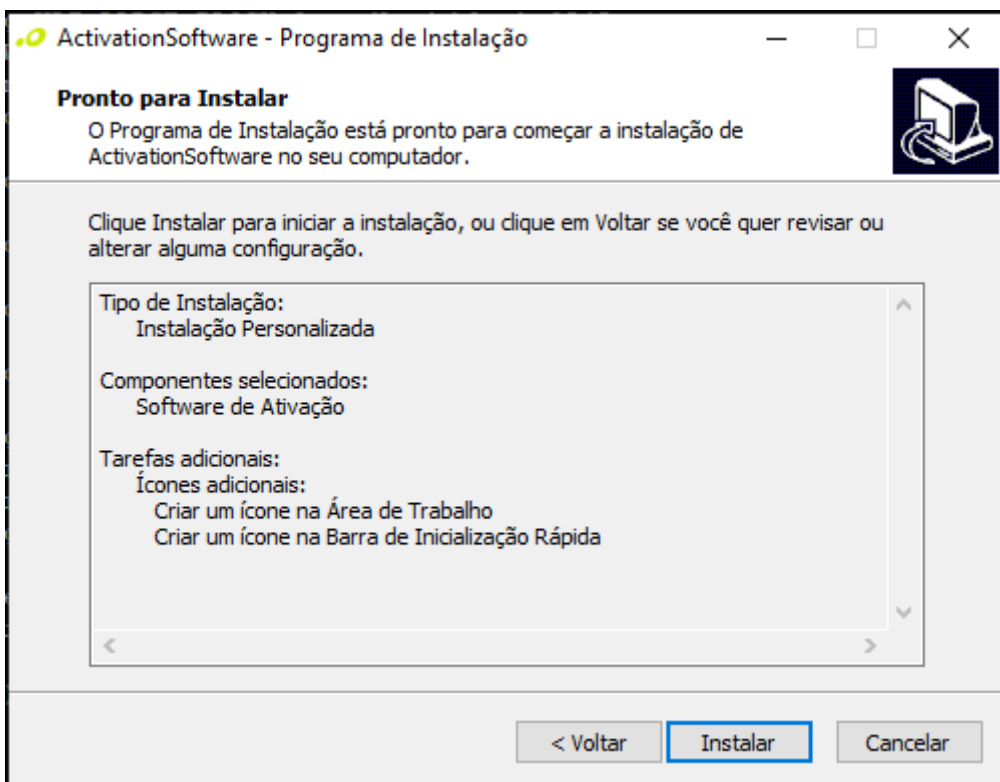 ActivationSoftware - Programa de Instalação
Pronto para Instalar
O Programa de Instalação está pronto para começar a instalação de
ActivationSoftware no seu computador.
Clique Instalar para iniciar a instalação, ou clique em Voltar se você quer revisar ou
alterar alguma configuração.
Tipo de Instalação:
Instalação Personalizada
Componentes selecionados:
Software de Ativação
Tarefas adicionais:
Ícones adicionais:
Criar um ícone na Área de Trabalho
Criar um ícone na Barra de Inicialização Rápida
< Voltar
Instalar
Cancelar